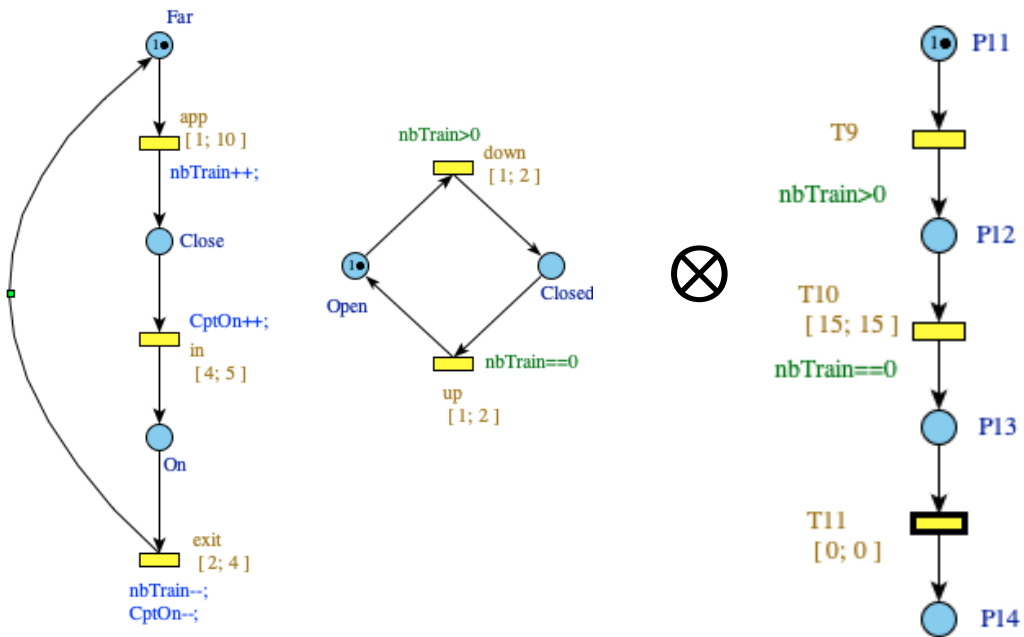 Far
1
app
[ 1; 10 ]
nbTrain++;
Close
CptOn++;
in
[ 4; 5 ]
On
exit
[ 2; 4 ]
nbTrain--;
CptOn--;
nbTrain>0
down
[ 1; 2 ]
1
Open
Closed
nbTrain==0
up
[ 1; 2 ]
1
P11
T9
nbTrain>0
P12
T10
[ 15; 15 ]
nbTrain==0
P13
T11
[ 0; 0 ]
P14